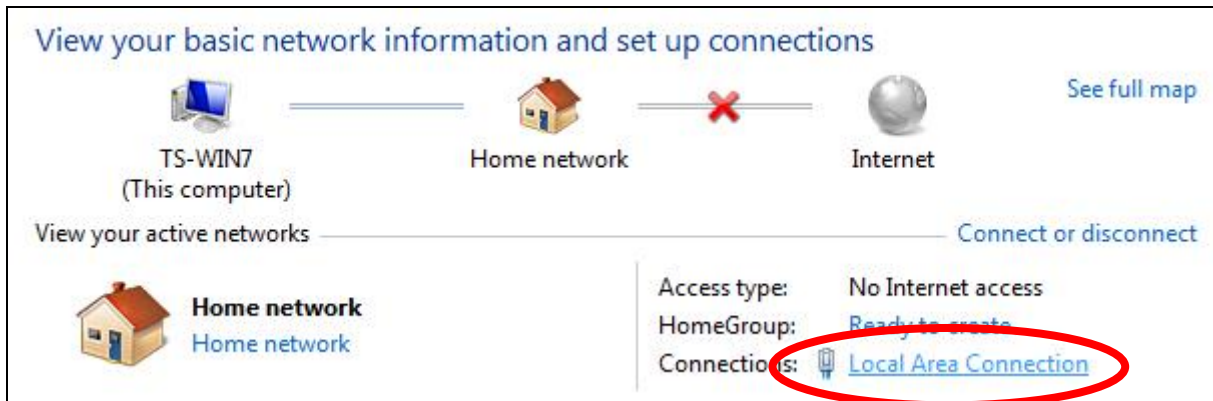 View your basic network information and set up connections
See full map
TS-WIN7
(This computer)
Home network
Internet
View your active networks
Connect or disconnect
Home network
Home network
Access type: No Internet access
HomeGroup: Ready to create
Connections: Local Area Connection